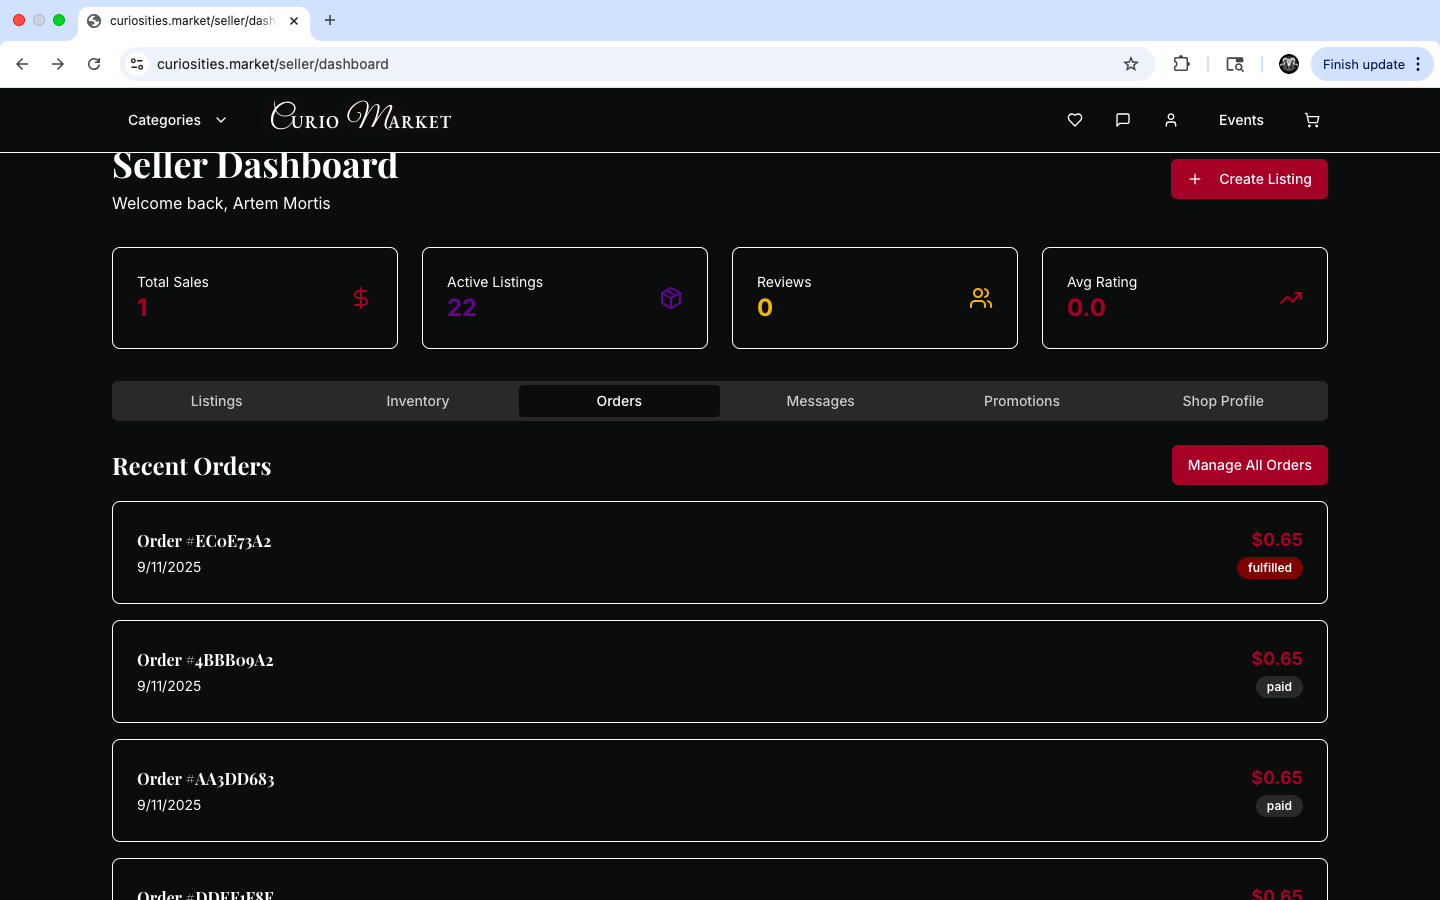 curiosities.market/seller/dash
curiosities.market/seller/dashboard
Finish update
Categories
Curio Market
Events
Seller Dashboard
Welcome back, Artem Mortis
Create Listing
Total Sales
1
Active Listings
22
Reviews
0
Avg Rating
0.0
Listings
Inventory
Orders
Messages
Promotions
Shop Profile
Recent Orders
Manage All Orders
Order #EC0E73A2
$0.65
9/11/2025
fulfilled
Order #4BBB09A2
$0.65
9/11/2025
paid
Order #AA3DD683
$0.65
9/11/2025
paid
Order #DDFF1F8F
$0.65